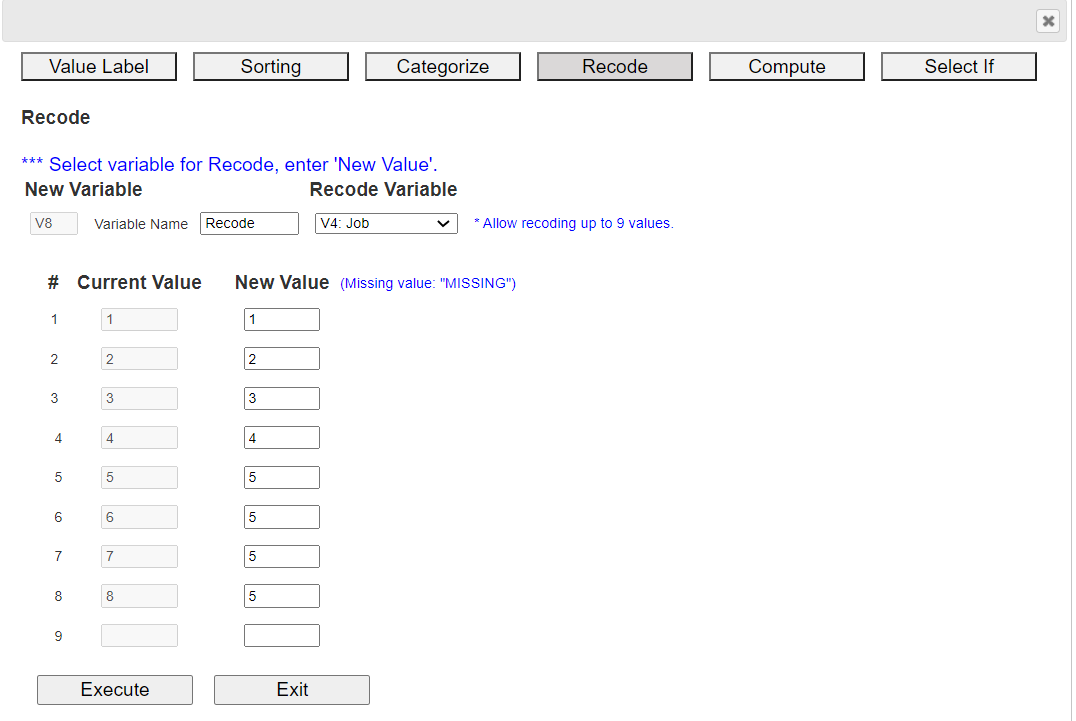 Value Label Sorting Categorize Recode Compute Select If
Recode
*** Select variable for Recode, enter 'New Value'.
New Variable Recode Variable
V8 Variable Name Recode V4: Job * Allow recoding up to 9 values.
# Current Value New Value (Missing value: "MISSING")
1 1 1
2 2 2
3 3 3
4 4 4
5 5 5
6 6 5
7 7 5
8 8 5
9
Execute Exit